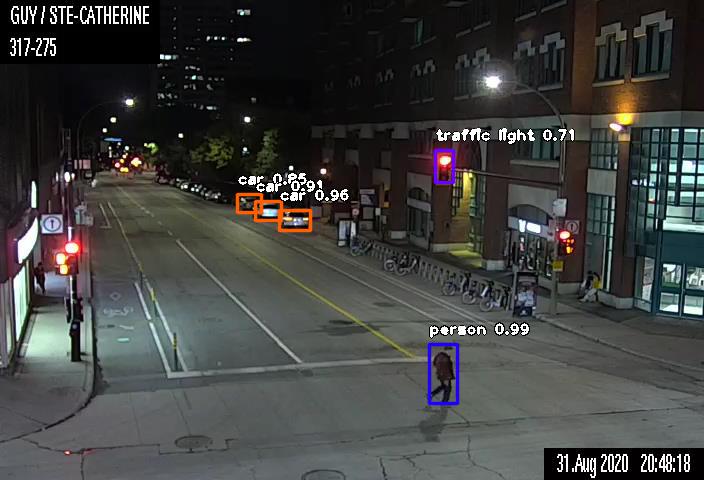 GUY / STE-CATHERINE
317-275
traffic light 0.71
car 0.85
car 0.91
car 0.96
person 0.99
31.Aug 2020 20:48:18